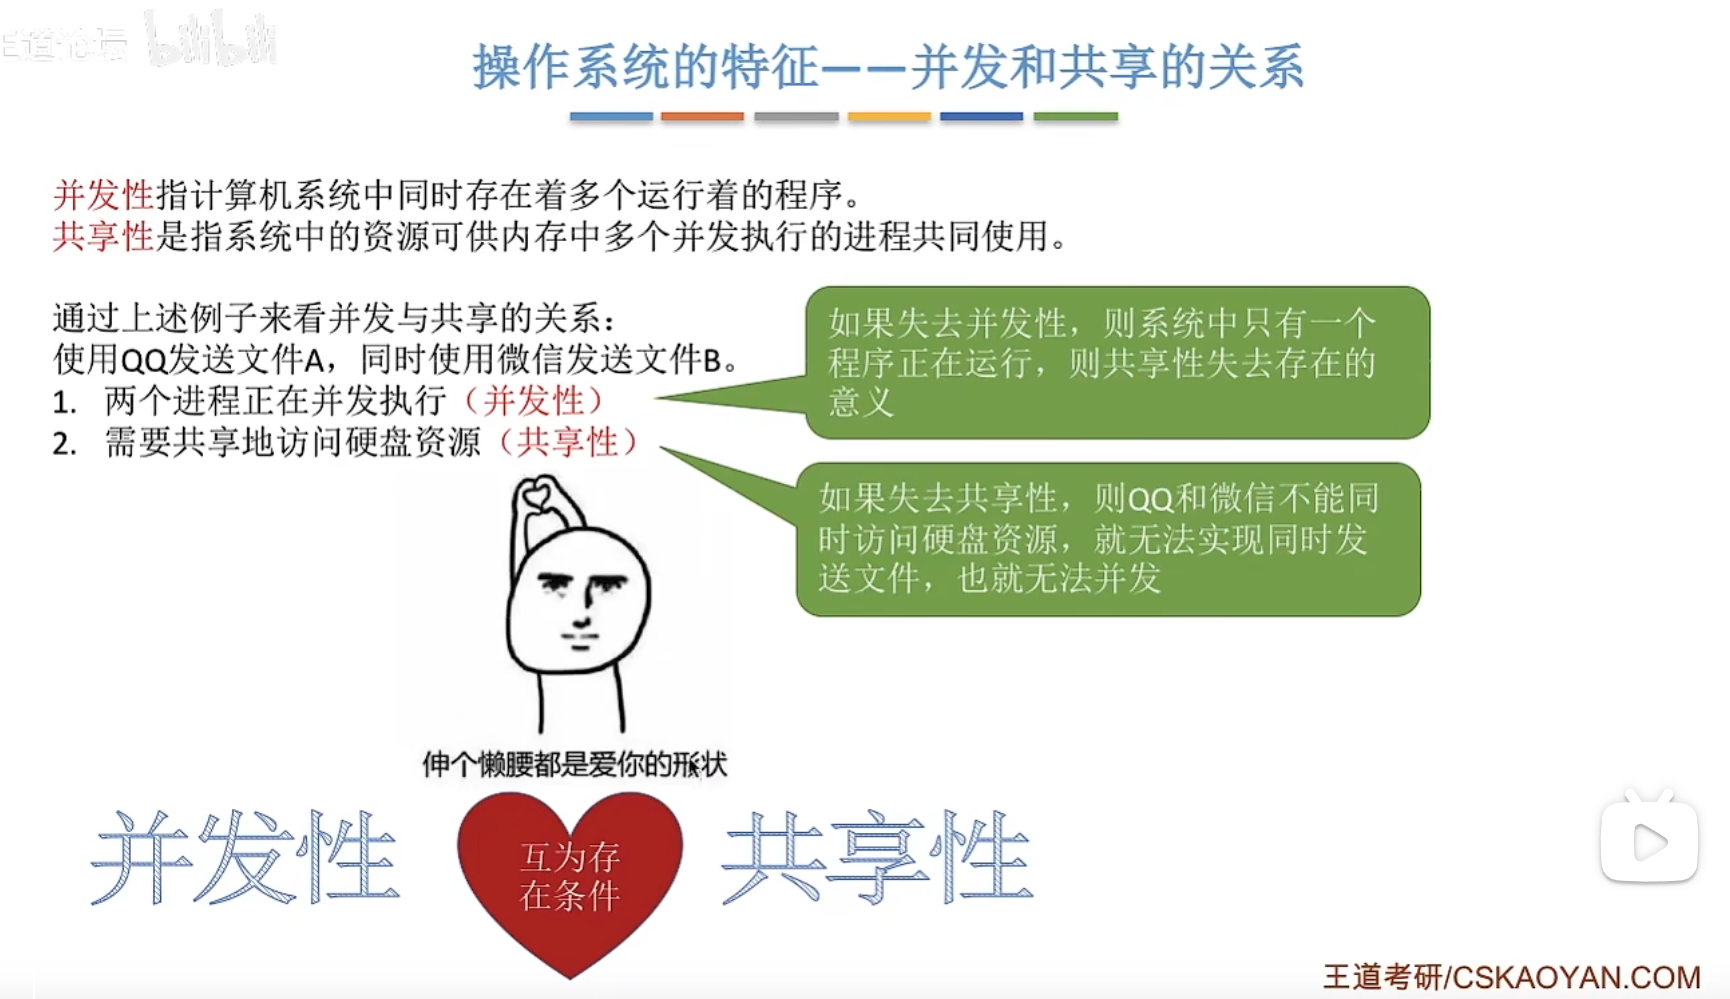 王道论坛 bilibili
操作系统的特征——并发和共享的关系
并发性指计算机系统中同时存在着多个运行着的程序。
共享性是指系统中的资源可供内存中多个并发执行的进程共同使用。
通过上述例子来看并发与共享的关系：
使用QQ发送文件A，同时使用微信发送文件B。
1. 两个进程正在并发执行（并发性）
2. 需要共享地访问硬盘资源（共享性）
如果失去并发性，则系统中只有一个
程序正在运行，则共享性失去存在的
意义
如果失去共享性，则QQ和微信不能同
时访问硬盘资源，就无法实现同时发
送文件，也就无法并发
伸个懒腰都是爱你的形状
并发性
互为存
在条件
共享性
王道考研/CSKAOYAN.COM